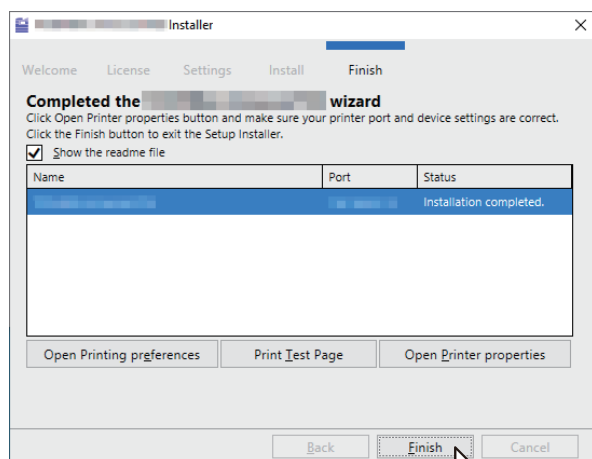 Installer
Welcome License Settings Install Finish
Completed the wizard
Click Open Printer properties button and make sure your printer port and device settings are correct.
Click the Finish button to exit the Setup Installer.
Show the readme file
Name Port Status
Installation completed.
Open Printing preferences Print Test Page Open Printer properties
Back Finish Cancel